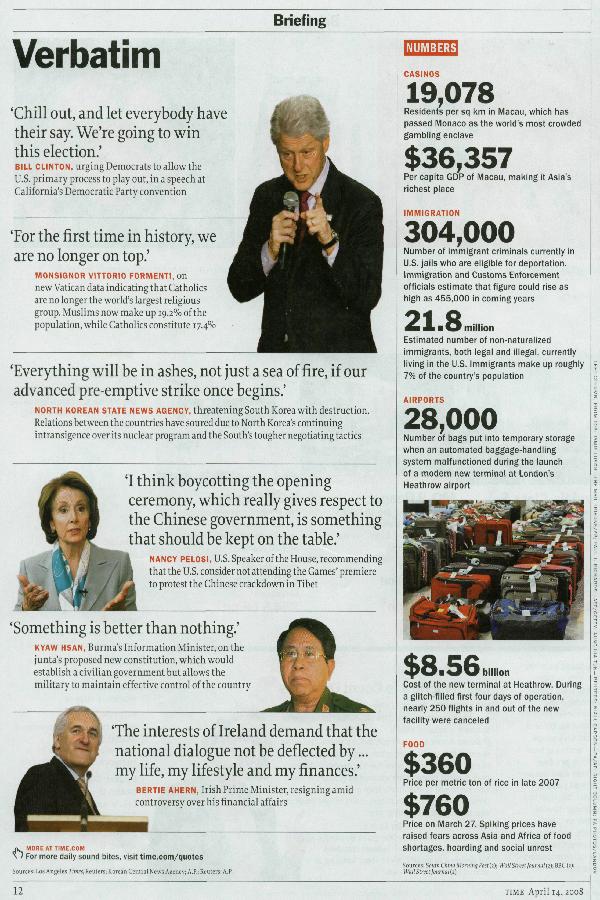 Briefing
Verbatim
'Chill out, and let everybody have
their say. We're going to win
this election.'
BILL CLINTON, urging Democrats to allow the
U.S. primary process to play out, in a speech at
California's Democratic Party convention
'For the first time in history, we
are no longer on top.'
MONSIGNOR VITTORIO FORMENTI, on
new Vatican data indicating that Catholics
are no longer the world's largest religious
group. Muslims now make up 19.2% of the
population, while Catholics constitute 17.4%
'Everything will be in ashes, not just a sea of fire, if our
advanced pre-emptive strike once begins.'
NORTH KOREAN STATE NEWS AGENCY, threatening South Korea with destruction.
Relations between the countries have soured due to North Korea's continuing
intransigence over its nuclear program and the South's tougher negotiating tactics
'I think boycotting the opening
ceremony, which really gives respect to
the Chinese government, is something
that should be kept on the table.'
NANCY PELOSI, U.S. Speaker of the House, recommending
that the U.S. consider not attending the Games' premiere
to protest the Chinese crackdown in Tibet
'Something is better than nothing.'
KYAW HSAN, Burma's Information Minister, on the
junta's proposed new constitution, which would
establish a civilian government but allows the
military to maintain effective control of the country
'The interests of Ireland demand that the
national dialogue not be deflected by ...
my life, my lifestyle and my finances.'
BERTIE AHERN, Irish Prime Minister, resigning amid
controversy over his financial affairs
MORE AT TIME.COM
For more daily sound bites, visit time.com/quotes
Sources: Los Angeles Times; Reuters; Korean Central News Agency; A.P.; Reuters; A.P.
NUMBERS
CASINOS
19,078
Residents per sq km in Macau, which has
passed Monaco as the world's most crowded
gambling enclave
$36,357
Per capita GDP of Macau, making it Asia's
richest place
IMMIGRATION
304,000
Number of immigrant criminals currently in
U.S. jails who are eligible for deportation.
Immigration and Customs Enforcement
officials estimate that figure could rise as
high as 455,000 in coming years
21.8 million
Estimated number of non-naturalized
immigrants, both legal and illegal, currently
living in the U.S. Immigrants make up roughly
7% of the country's population
AIRPORTS
28,000
Number of bags put into temporary storage
when an automated baggage-handling
system malfunctioned during the launch
of a modern new terminal at London's
Heathrow airport
$8.56 billion
Cost of the new terminal at Heathrow. During
a glitch-filled first four days of operation,
nearly 250 flights in and out of the new
facility were canceled
FOOD
$360
Price per metric ton of rice in late 2007
$760
Price on March 27. Spiking prices have
raised fears across Asia and Africa of food
shortages, hoarding and social unrest
Sources: South China Morning Post (2); Wall Street Journal (2); BBC (2);
Wall Street Journal (2)
12
TIME April 14, 2008